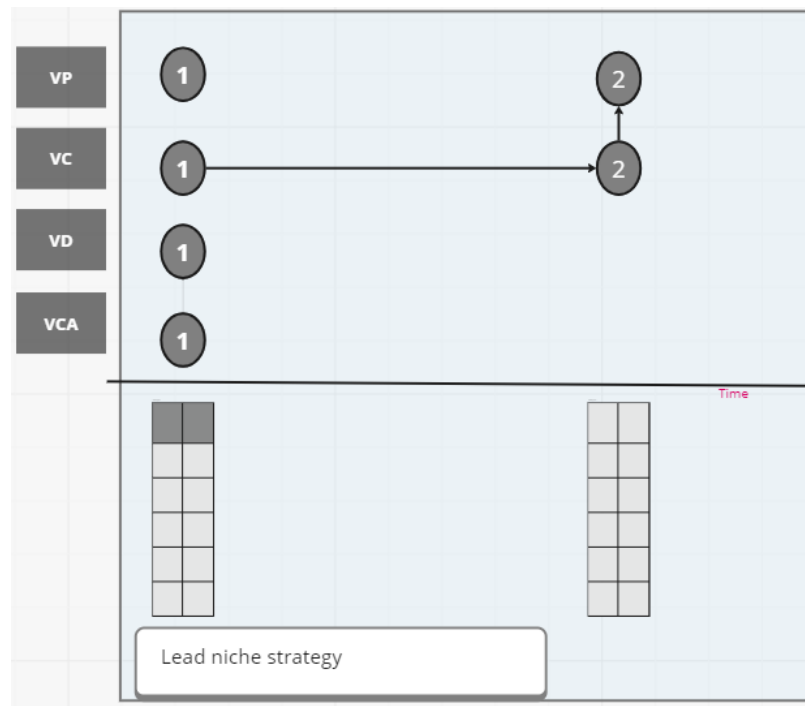 VP 1 2
VC 1 2
VD 1
VCA 1
Time
Lead niche strategy